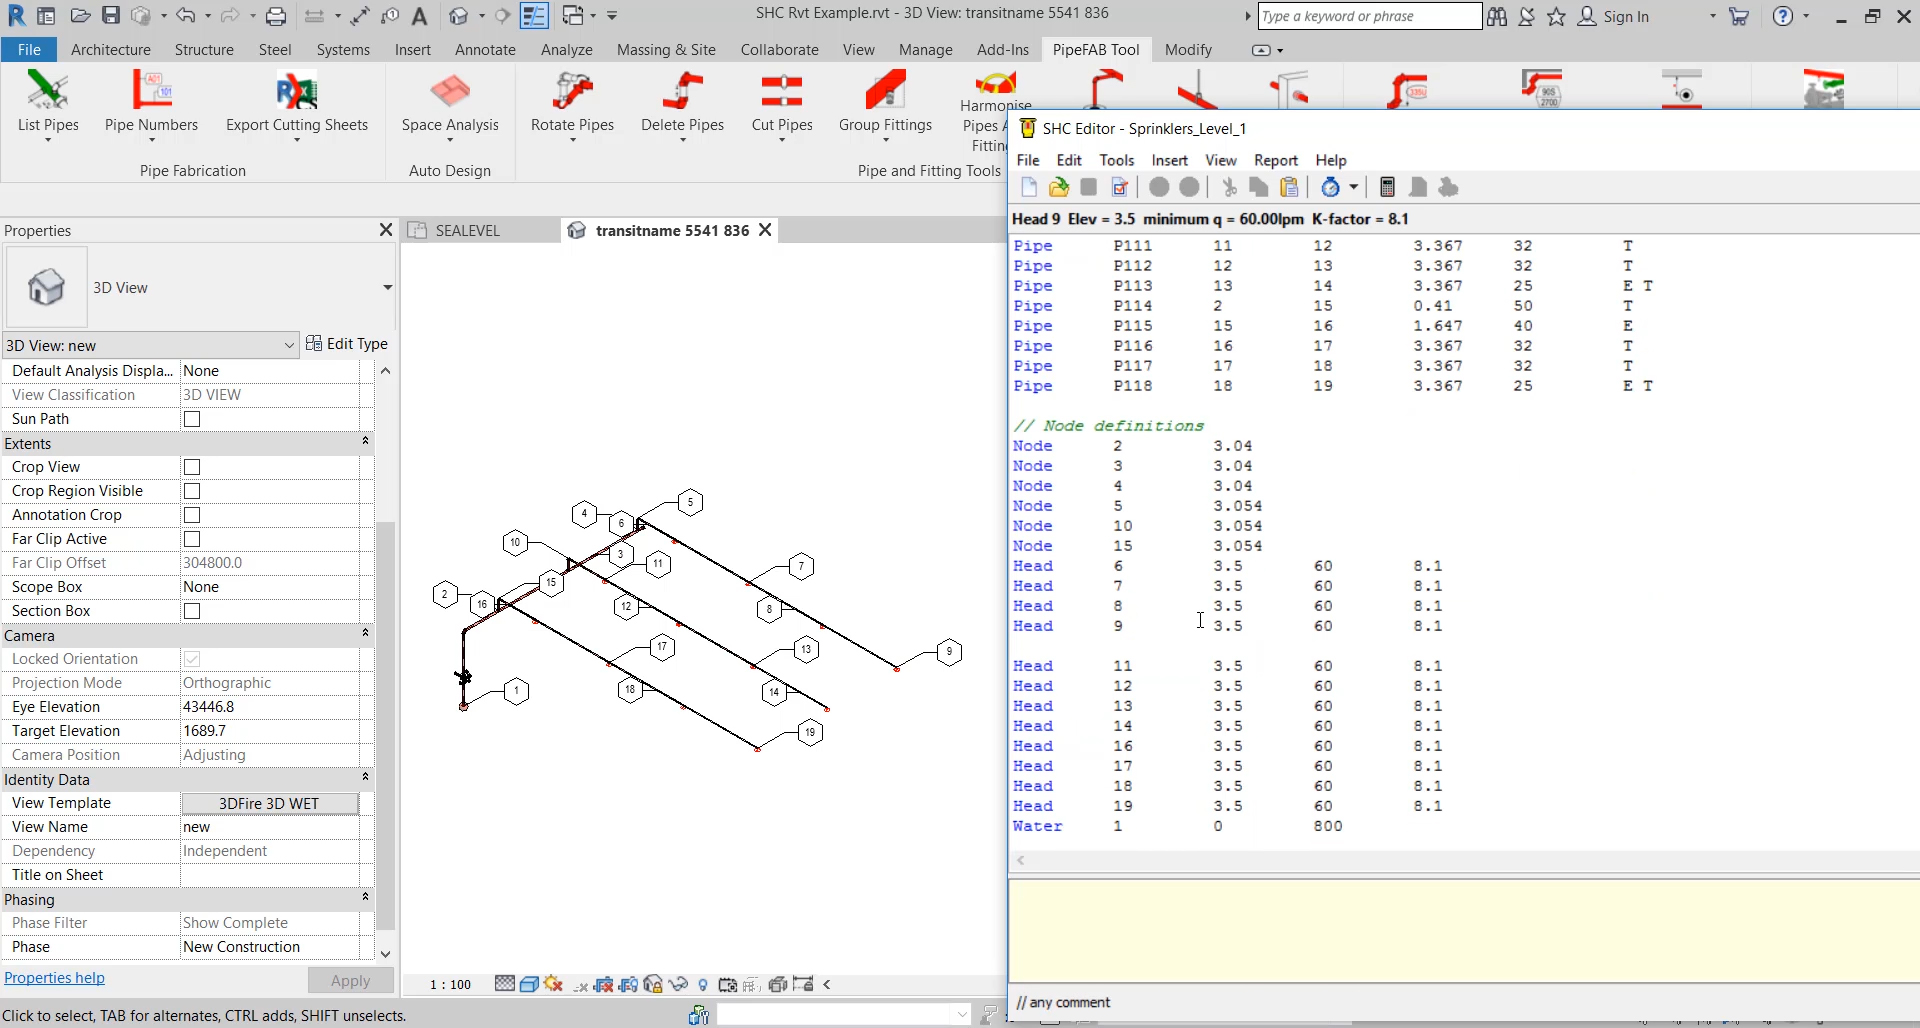 SHC Rvt Example.rvt - 3D View: transitname 5541 836
Type a keyword or phrase
Sign In
File Architecture Structure Steel Systems Insert Annotate Analyze Massing & Site Collaborate View Manage Add-Ins PipeFAB Tool Modify
List Pipes
Pipe Numbers
Export Cutting Sheets
Space Analysis
Rotate Pipes
Delete Pipes
Cut Pipes
Group Fittings
Harmonise
Pipes A
Fittin
Pipe Fabrication
Auto Design
Pipe and Fitting Tools
Properties
3D View
3D View: new
Edit Type
Default Analysis Displa... None
View Classification 3D VIEW
Sun Path
Extents
Crop View
Crop Region Visible
Annotation Crop
Far Clip Active
Far Clip Offset 304800.0
Scope Box None
Section Box
Camera
Locked Orientation
Projection Mode Orthographic
Eye Elevation 43446.8
Target Elevation 1689.7
Camera Position Adjusting
Identity Data
View Template 3DFire 3D WET
View Name new
Dependency Independent
Title on Sheet
Phasing
Phase Filter Show Complete
Phase New Construction
Properties help
Apply
Click to select, TAB for alternates, CTRL adds, SHIFT unselects.
SEALEVEL
transitname 5541 836
5
4
6
10
3
11
7
15
2
16
12
8
17
13
9
18
14
1
19
1 : 100
SHC Editor - Sprinklers_Level_1
File Edit Tools Insert View Report Help
Head 9 Elev = 3.5 minimum q = 60.00lpm K-factor = 8.1
Pipe P111 11 12 3.367 32 T
Pipe P112 12 13 3.367 32 T
Pipe P113 13 14 3.367 25 E T
Pipe P114 2 15 0.41 50 T
Pipe P115 15 16 1.647 40 E
Pipe P116 16 17 3.367 32 T
Pipe P117 17 18 3.367 32 T
Pipe P118 18 19 3.367 25 E T
// Node definitions
Node 2 3.04
Node 3 3.04
Node 4 3.04
Node 5 3.054
Node 10 3.054
Node 15 3.054
Head 6 3.5 60 8.1
Head 7 3.5 60 8.1
Head 8 3.5 60 8.1
Head 9 3.5 60 8.1
Head 11 3.5 60 8.1
Head 12 3.5 60 8.1
Head 13 3.5 60 8.1
Head 14 3.5 60 8.1
Head 16 3.5 60 8.1
Head 17 3.5 60 8.1
Head 18 3.5 60 8.1
Head 19 3.5 60 8.1
Water 1 0 800
// any comment